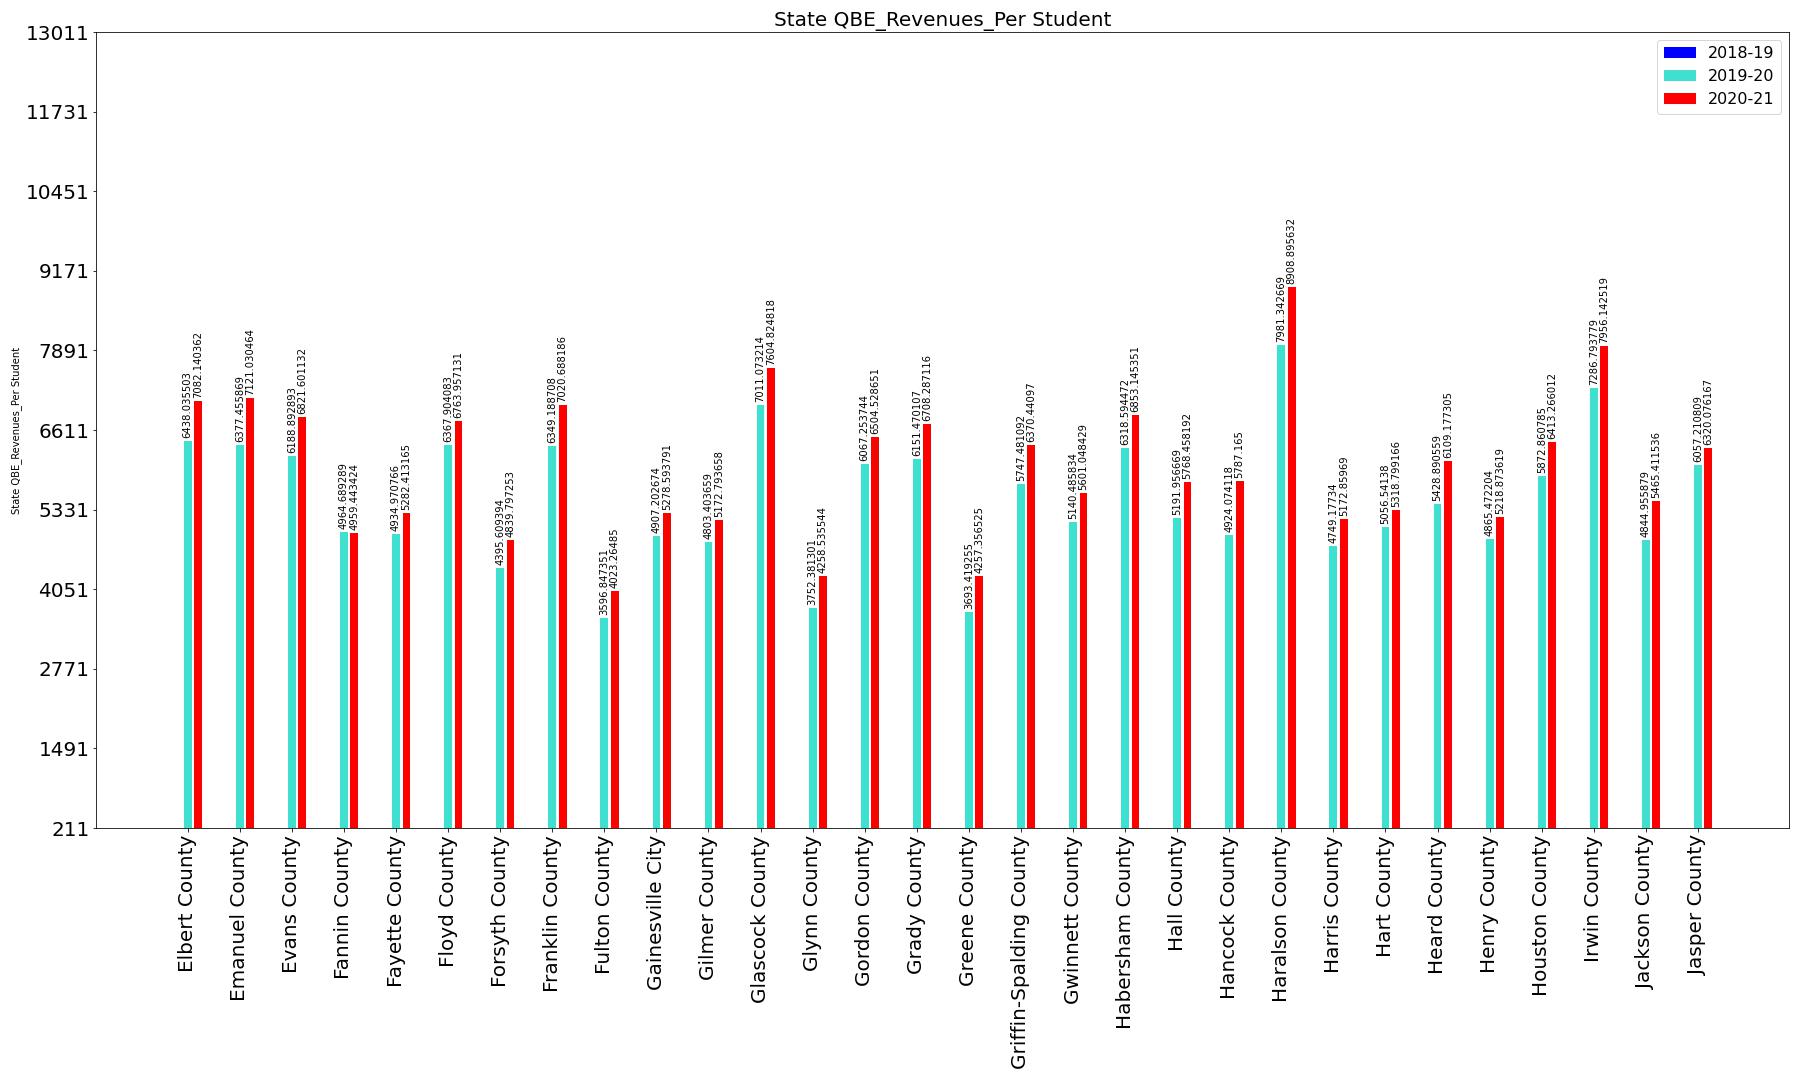 State QBE_Revenues_Per Student
13011
11731
10451
9171
7891
6611
5331
4051
2771
1491
211
State QBE_Revenues_Per Student
2018-19
2019-20
2020-21
6438.035503
7082.140362
6377.455869
7121.030464
6188.892893
6821.601132
4964.689289
4959.443424
4934.970766
5282.413165
6367.904083
6763.957131
4395.609394
4839.797253
6349.188708
7020.688186
3596.847351
4023.26485
4907.202674
5278.593791
4803.403659
5172.793658
7011.073214
7604.824818
3752.381301
4258.535544
6067.253744
6504.528651
6151.470107
6708.287116
3693.419255
4257.356525
5747.481092
6370.44097
5140.485834
5601.048429
6318.594472
6853.145351
5191.956669
5768.458192
4924.074118
5787.165
7981.342669
8908.895632
4749.17734
5172.85969
5056.54138
5318.799166
5428.890559
6109.177305
4865.472204
5218.873619
5872.860785
6413.266012
7286.793779
7956.142519
4844.955879
5465.411536
6057.210809
6320.076167
Elbert County
Emanuel County
Evans County
Fannin County
Fayette County
Floyd County
Forsyth County
Franklin County
Fulton County
Gainesville City
Gilmer County
Glascock County
Glynn County
Gordon County
Grady County
Greene County
Griffin-Spalding County
Gwinnett County
Habersham County
Hall County
Hancock County
Haralson County
Harris County
Hart County
Heard County
Henry County
Houston County
Irwin County
Jackson County
Jasper County